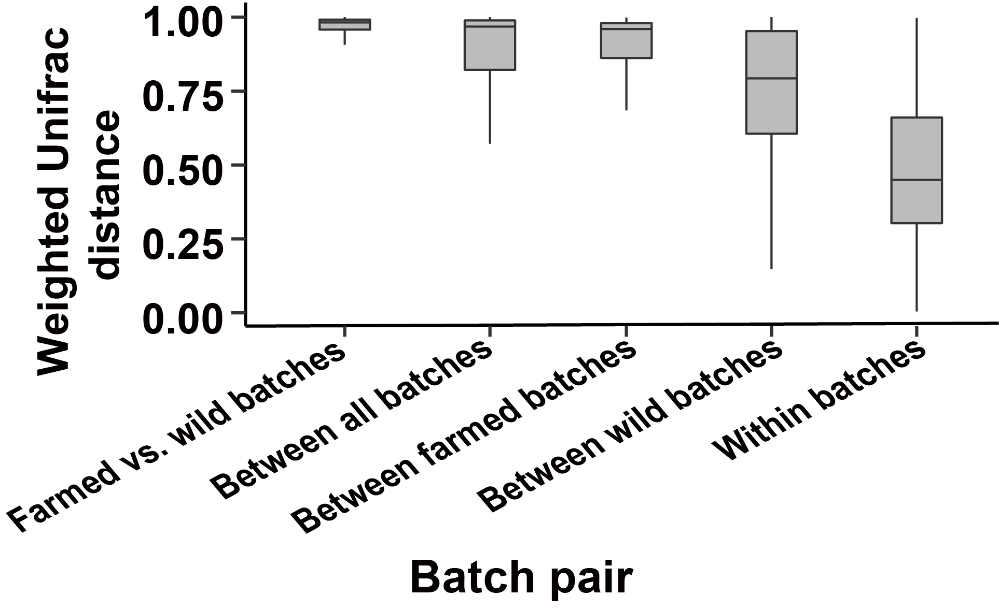 Weighted Unifrac
distance
1.00
0.75
0.50
0.25
0.00
Farmed vs. wild batches
Between all batches
Between farmed batches
Between wild batches
Within batches
Batch pair